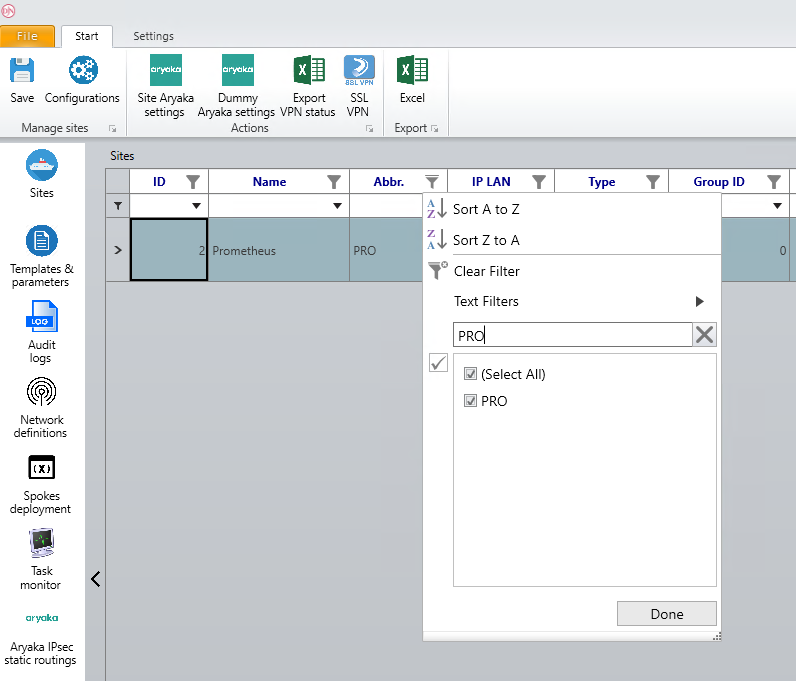 File Start Settings
aryaka aryaka SSL VPN
Save Configurations Site Aryaka Dummy Export SSL Excel
settings Aryaka settings VPN status VPN
Manage sites Actions Export
Sites
ID Name Abbr. IP LAN Type Group ID
2 Prometheus PRO 0
A
Z Sort A to Z
Z
A Sort Z to A
Clear Filter
Text Filters
PRO
(Select All)
PRO
Done
Sites
Templates &
parameters
LOG
Audit
logs
Network
definitions
(x)
Spokes
deployment
Task
monitor
aryaka
Aryaka IPsec
static routings